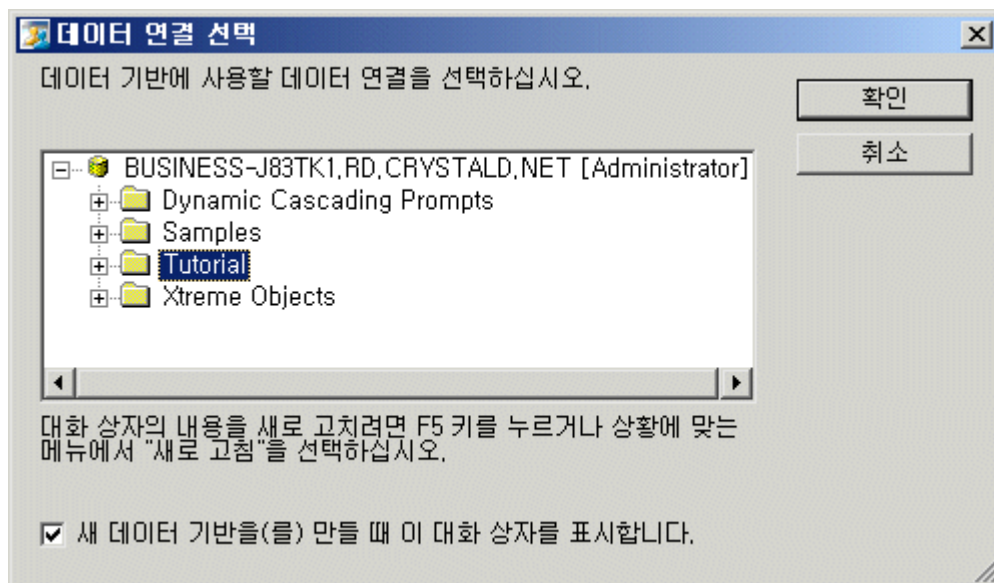 데이터 연결 선택
데이터 기반에 사용할 데이터 연결을 선택하십시오.
확인
취소
BUSINESS-J83TK1.RD.CRYSTALD.NET [Administrator]
Dynamic Cascading Prompts
Samples
Tutorial
Xtreme Objects
대화 상자의 내용을 새로 고치려면 F5 키를 누르거나 상황에 맞는
메뉴에서 "새로 고침"을 선택하십시오.
새 데이터 기반을(를) 만들 때 이 대화 상자를 표시합니다.